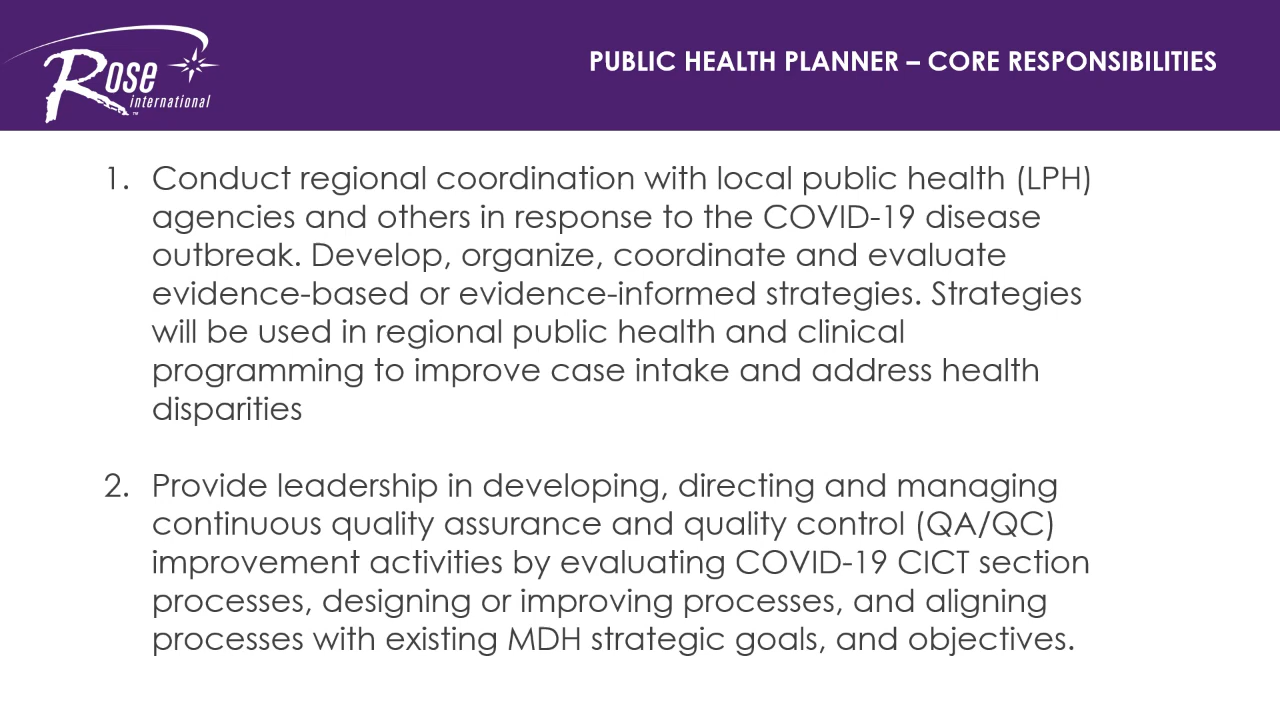 Rose
international
™
PUBLIC HEALTH PLANNER – CORE RESPONSIBILITIES
1. Conduct regional coordination with local public health (LPH)
agencies and others in response to the COVID-19 disease
outbreak. Develop, organize, coordinate and evaluate
evidence-based or evidence-informed strategies. Strategies
will be used in regional public health and clinical
programming to improve case intake and address health
disparities
2. Provide leadership in developing, directing and managing
continuous quality assurance and quality control (QA/QC)
improvement activities by evaluating COVID-19 CICT section
processes, designing or improving processes, and aligning
processes with existing MDH strategic goals, and objectives.